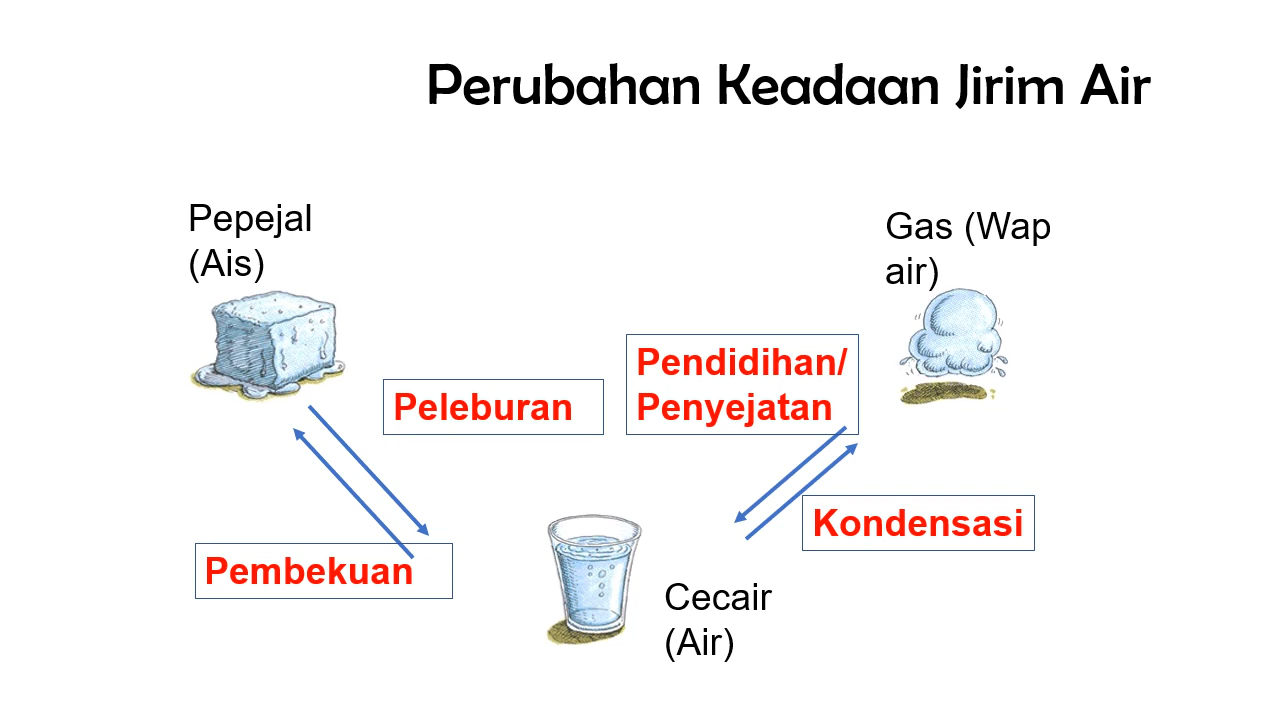 Perubahan Keadaan Jirim Air
Pepejal
(Ais)
Gas (Wap
air)
Pendidihan/
Penyejatan
Peleburan
Kondensasi
Pembekuan
Cecair
(Air)